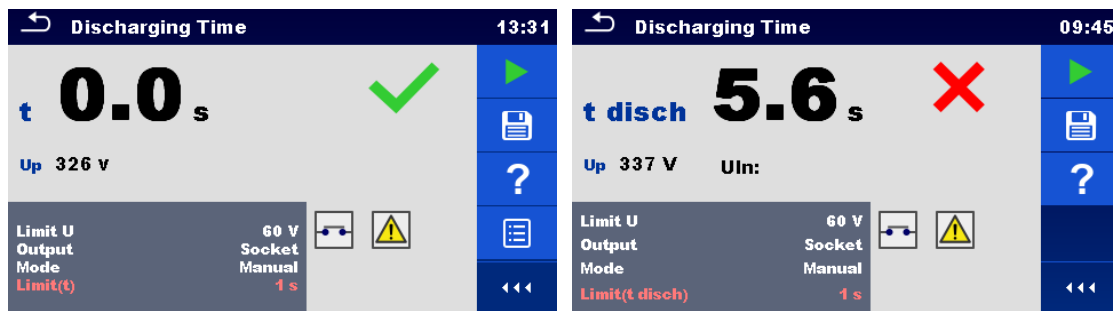 Discharging Time 13:31
t 0.0 s
Up 326 V
?
Limit U 60 V
Output Socket
Mode Manual
Limit(t) 1 s
Discharging Time 09:45
t disch 5.6 s
Up 337 V UIn:
?
Limit U 60 V
Output Socket
Mode Manual
Limit(t disch) 1 s